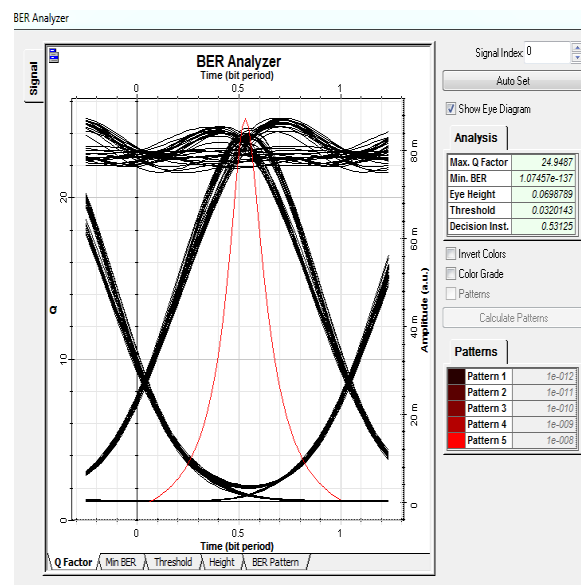 BER Analyzer
Signal
BER Analyzer
Time (bit period)
0 0.5 1
Q
0 10 20
Amplitude (a.u.)
0 20 m 40 m 60 m 80 m
0 0.5 1
Time (bit period)
Q Factor Min BER Threshold Height BER Pattern
Signal Index: 0
Auto Set
Show Eye Diagram
Analysis
Max. Q Factor 24.9487
Min. BER 1.07457e-137
Eye Height 0.0698789
Threshold 0.0320143
Decision Inst. 0.53125
Invert Colors
Color Grade
Patterns
Calculate Patterns
Patterns
Pattern 1 1e-012
Pattern 2 1e-011
Pattern 3 1e-010
Pattern 4 1e-009
Pattern 5 1e-008